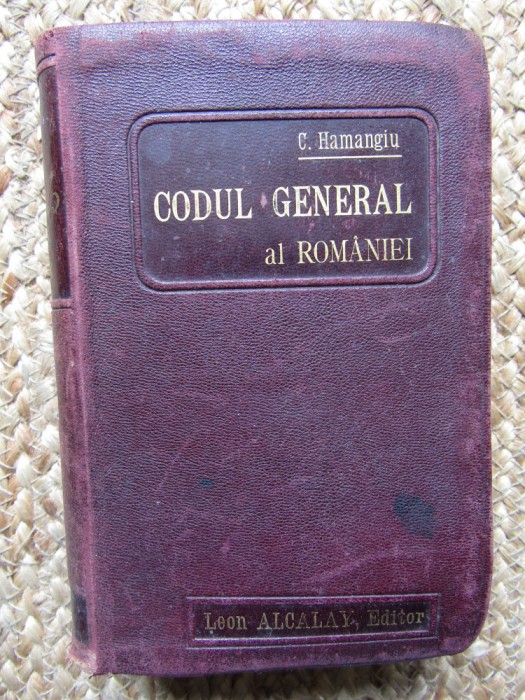 C. Hamangiu
CODUL GENERAL
al ROMÂNIEI
Leon ALCALAY, Editor